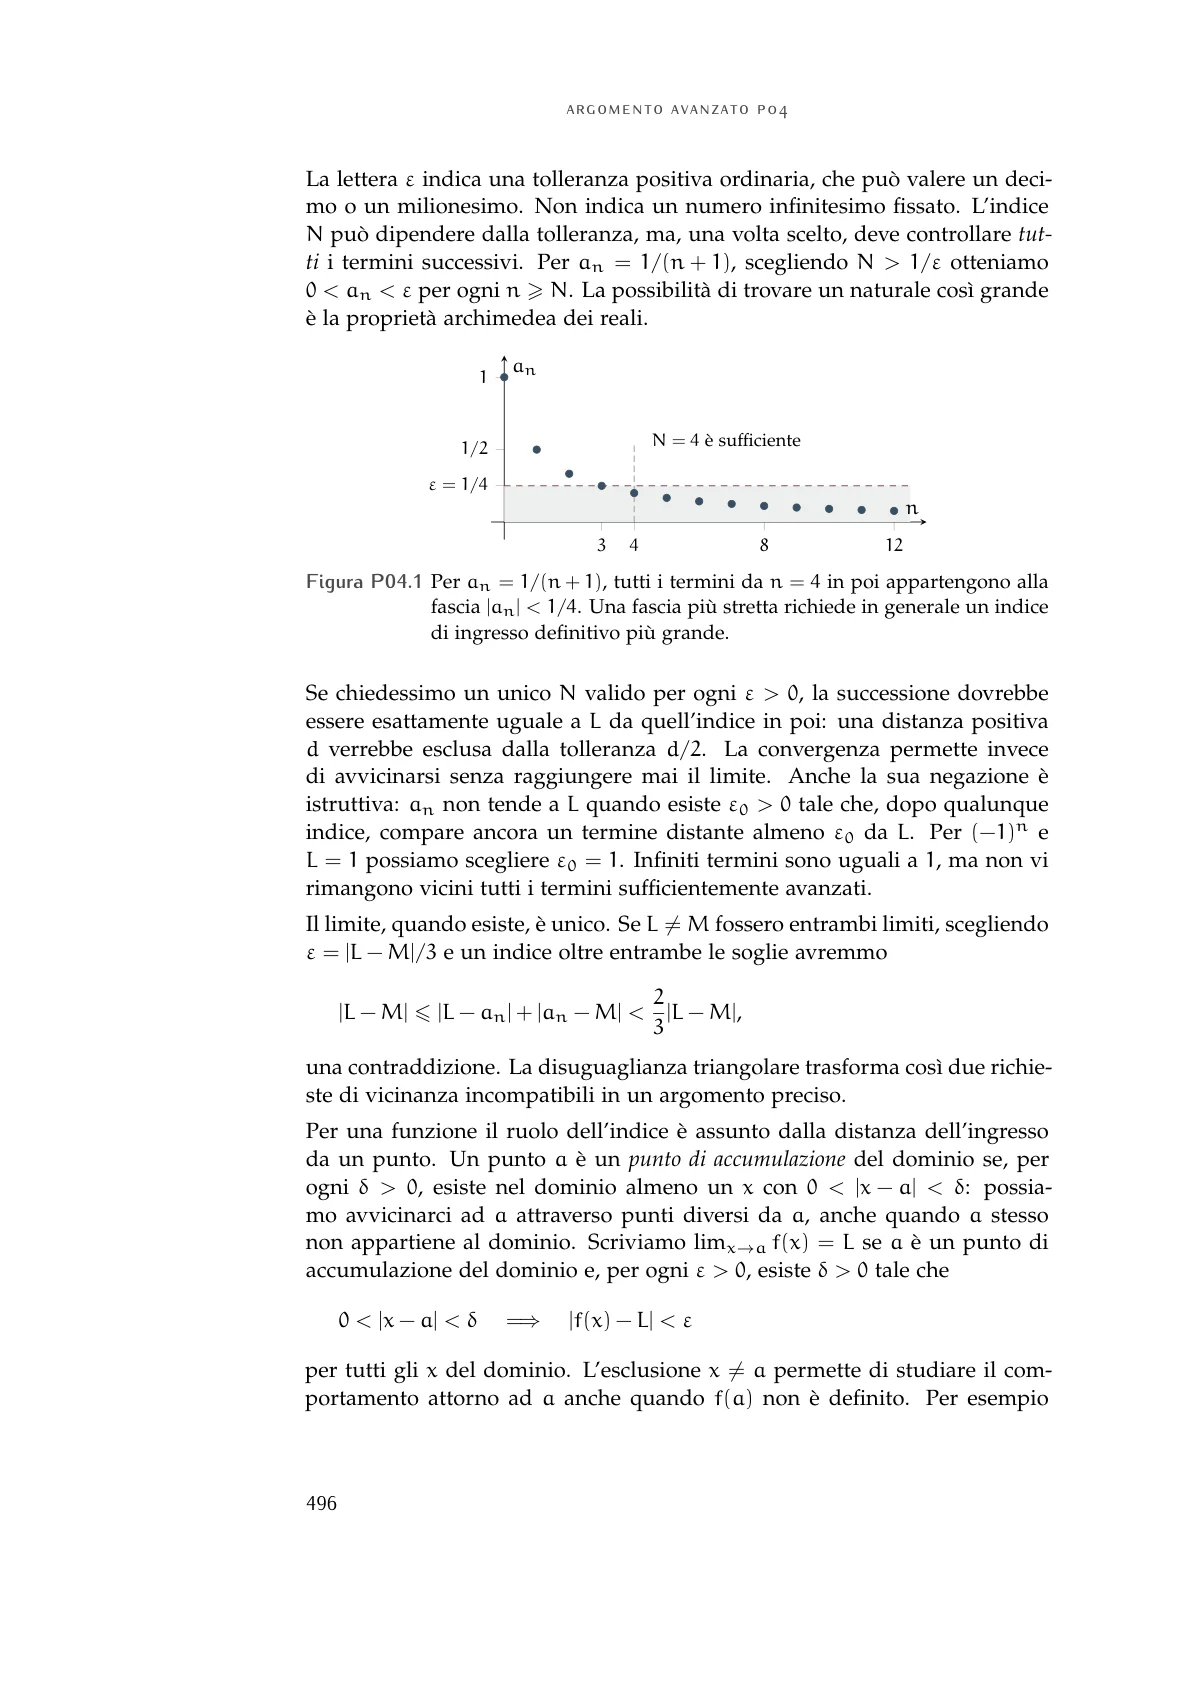 ARGOMENTO AVANZATO P04
La lettera ε indica una tolleranza positiva ordinaria, che può valere un deci-
mo o un milionesimo. Non indica un numero infinitesimo fissato. L'indice
N può dipendere dalla tolleranza, ma, una volta scelto, deve controllare tut-
ti i termini successivi. Per aₙ = 1/(n + 1), scegliendo N > 1/ε otteniamo
0 < aₙ < ε per ogni n ⩾ N. La possibilità di trovare un naturale così grande
è la proprietà archimedea dei reali.
aₙ
1
N = 4 è sufficiente
1/2
ε = 1/4
n
3 4 8 12
Figura P04.1 Per aₙ = 1/(n + 1), tutti i termini da n = 4 in poi appartengono alla
fascia |aₙ| < 1/4. Una fascia più stretta richiede in generale un indice
di ingresso definitivo più grande.
Se chiedessimo un unico N valido per ogni ε > 0, la successione dovrebbe
essere esattamente uguale a L da quell'indice in poi: una distanza positiva
d verrebbe esclusa dalla tolleranza d/2. La convergenza permette invece
di avvicinarsi senza raggiungere mai il limite. Anche la sua negazione è
istruttiva: aₙ non tende a L quando esiste ε₀ > 0 tale che, dopo qualunque
indice, compare ancora un termine distante almeno ε₀ da L. Per (−1)ⁿ e
L = 1 possiamo scegliere ε₀ = 1. Infiniti termini sono uguali a 1, ma non vi
rimangono vicini tutti i termini sufficientemente avanzati.
Il limite, quando esiste, è unico. Se L ≠ M fossero entrambi limiti, scegliendo
ε = |L − M|/3 e un indice oltre entrambe le soglie avremmo
|L − M| ⩽ |L − aₙ| + |aₙ − M| < 2/3 |L − M|,
una contraddizione. La disuguaglianza triangolare trasforma così due richie-
ste di vicinanza incompatibili in un argomento preciso.
Per una funzione il ruolo dell'indice è assunto dalla distanza dell'ingresso
da un punto. Un punto a è un punto di accumulazione del dominio se, per
ogni δ > 0, esiste nel dominio almeno un x con 0 < |x − a| < δ: possia-
mo avvicinarci ad a attraverso punti diversi da a, anche quando a stesso
non appartiene al dominio. Scriviamo limₓ→ₐ f(x) = L se a è un punto di
accumulazione del dominio e, per ogni ε > 0, esiste δ > 0 tale che
0 < |x − a| < δ ⟹ |f(x) − L| < ε
per tutti gli x del dominio. L'esclusione x ≠ a permette di studiare il com-
portamento attorno ad a anche quando f(a) non è definito. Per esempio
496